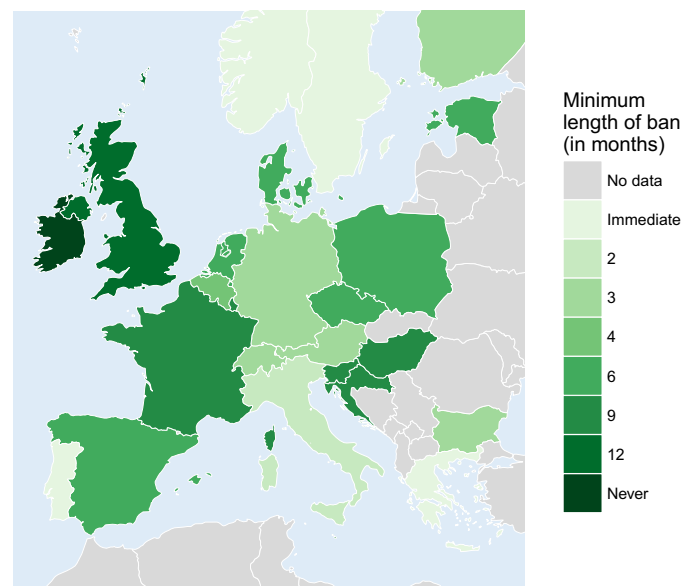 Minimum
length of ban
(in months)
No data
Immediate
2
3
4
6
9
12
Never